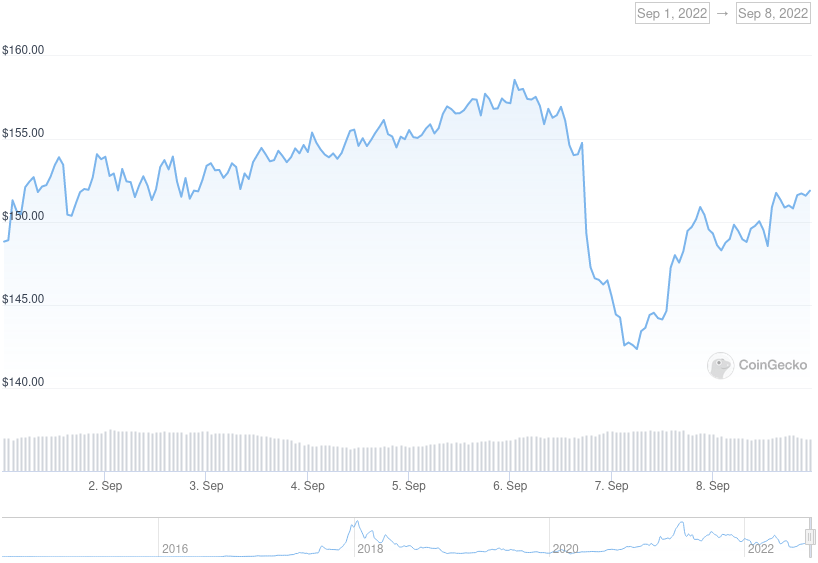 Sep 1, 2022 → Sep 8, 2022
$160.00
$155.00
$150.00
$145.00
$140.00
CoinGecko
2. Sep 3. Sep 4. Sep 5. Sep 6. Sep 7. Sep 8. Sep
2016 2018 2020 2022